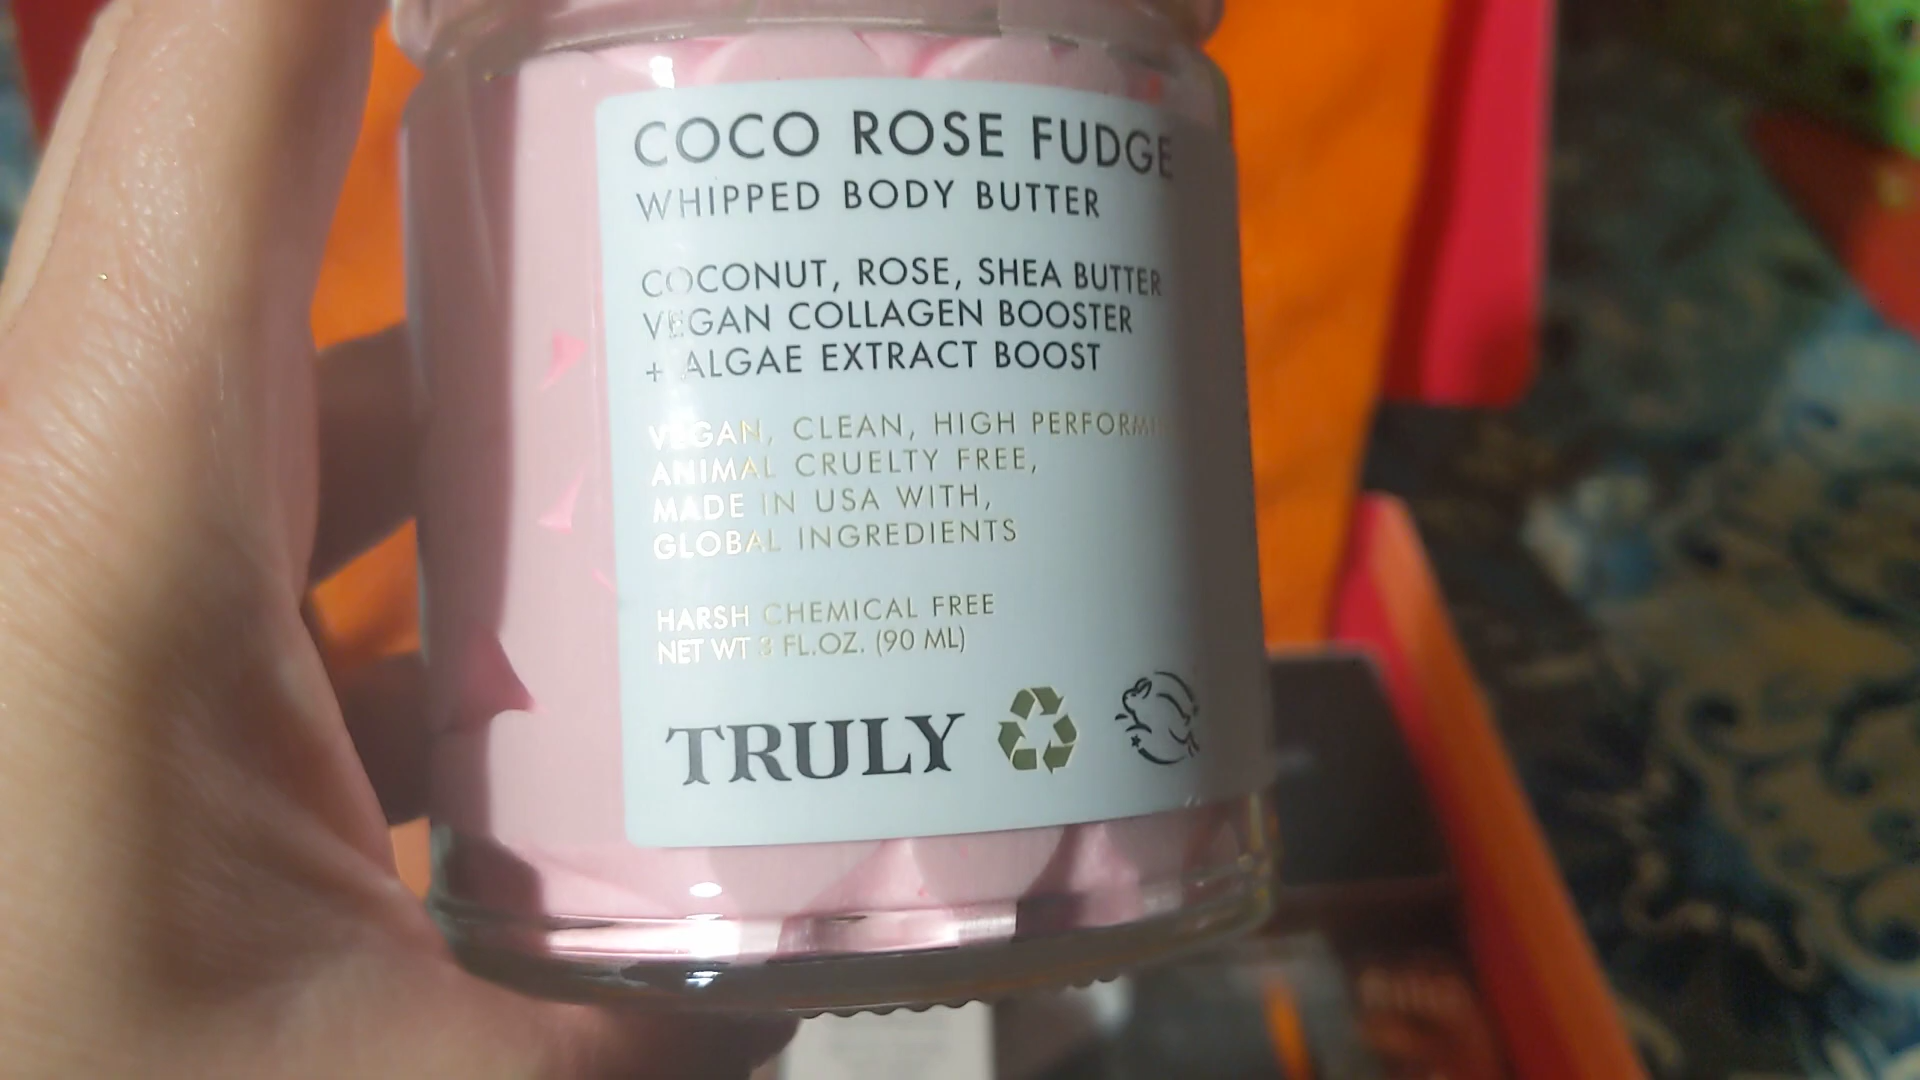 COCO ROSE FUDGE
WHIPPED BODY BUTTER
COCONUT, ROSE, SHEA BUTTER
VEGAN COLLAGEN BOOSTER
+ ALGAE EXTRACT BOOST
VEGAN, CLEAN, HIGH
ANIMAL CRUELTY FREE,
MADE IN USA WITH,
GLOBAL INGREDIENTS
HARSH CHEMICAL FREE
NET WT 3 FL.OZ. (90 ML)
TRULY